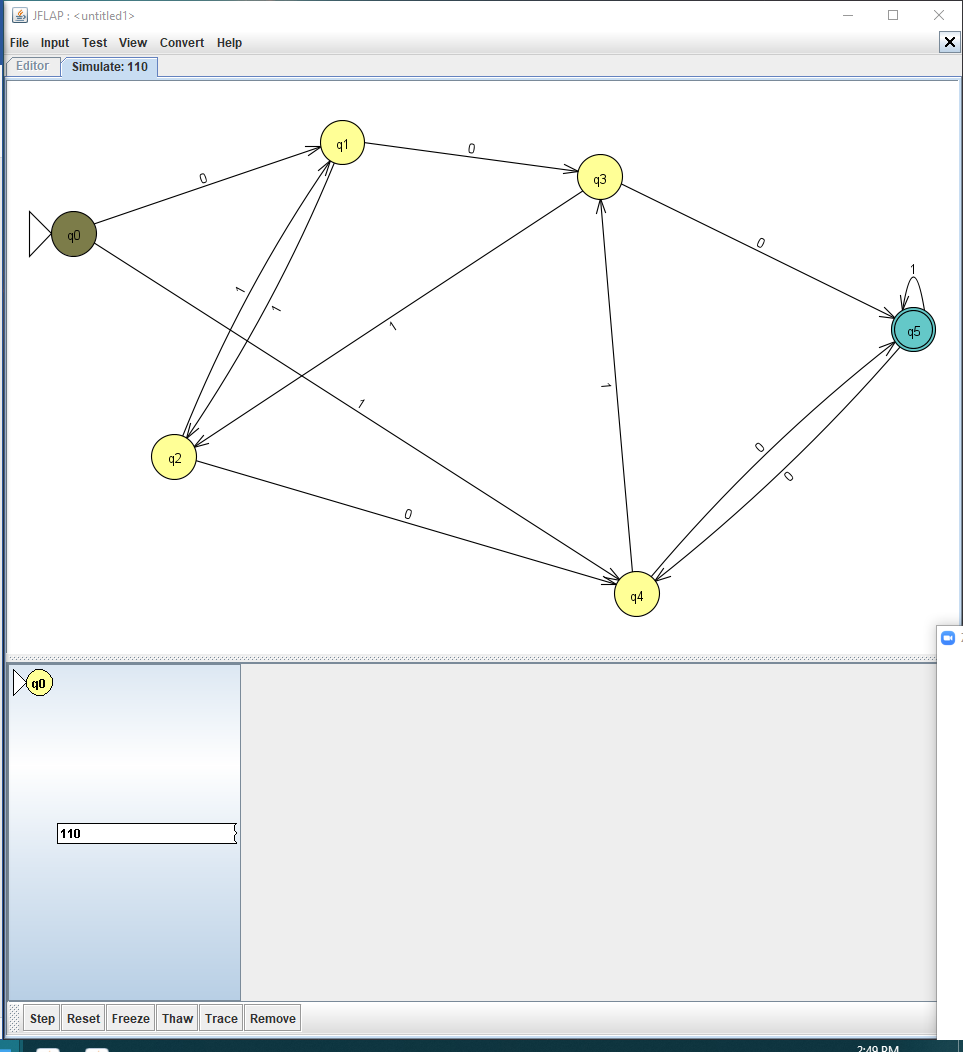 JFLAP : <untitled1>
File Input Test View Convert Help
Editor Simulate: 110
q1
0
q3
0
q0
0
1
q5
1
1
1
1
1
0
0
q2
0
q4
q0
110
Step Reset Freeze Thaw Trace Remove